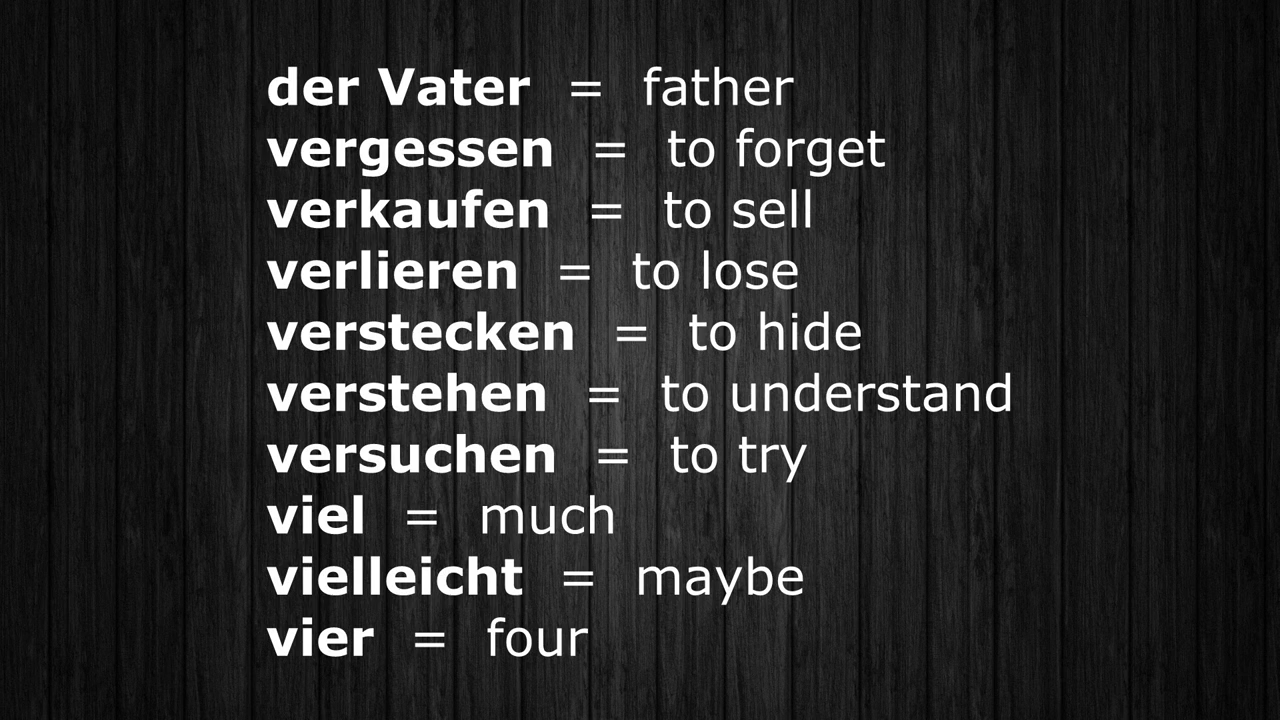 der Vater = father
vergessen = to forget
verkaufen = to sell
verlieren = to lose
verstecken = to hide
verstehen = to understand
versuchen = to try
viel = much
vielleicht = maybe
vier = four